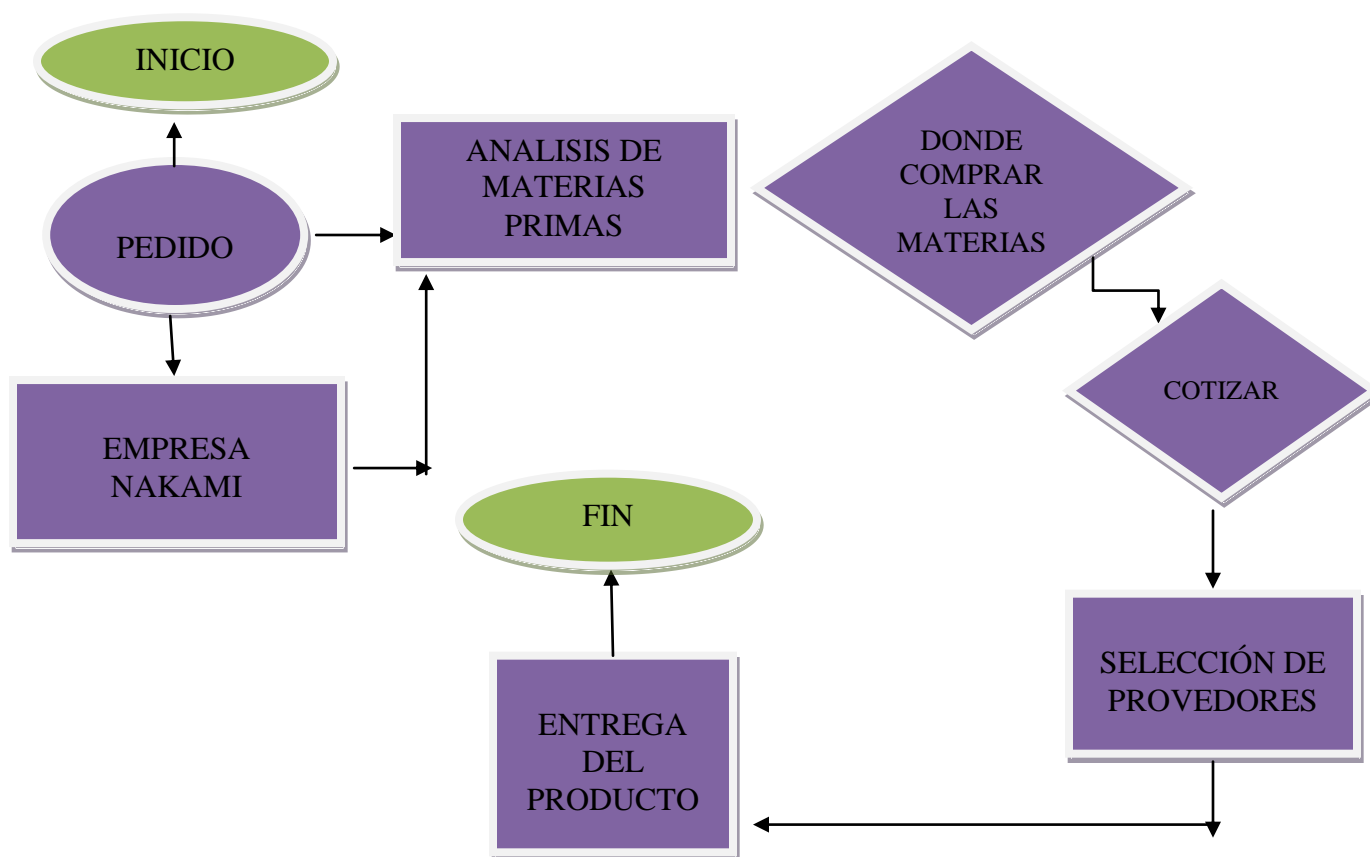 INICIO
PEDIDO
EMPRESA
NAKAMI
ANALISIS DE
MATERIAS
PRIMAS
DONDE
COMPRAR
LAS
MATERIAS
COTIZAR
SELECCIÓN DE
PROVEDORES
ENTREGA
DEL
PRODUCTO
FIN